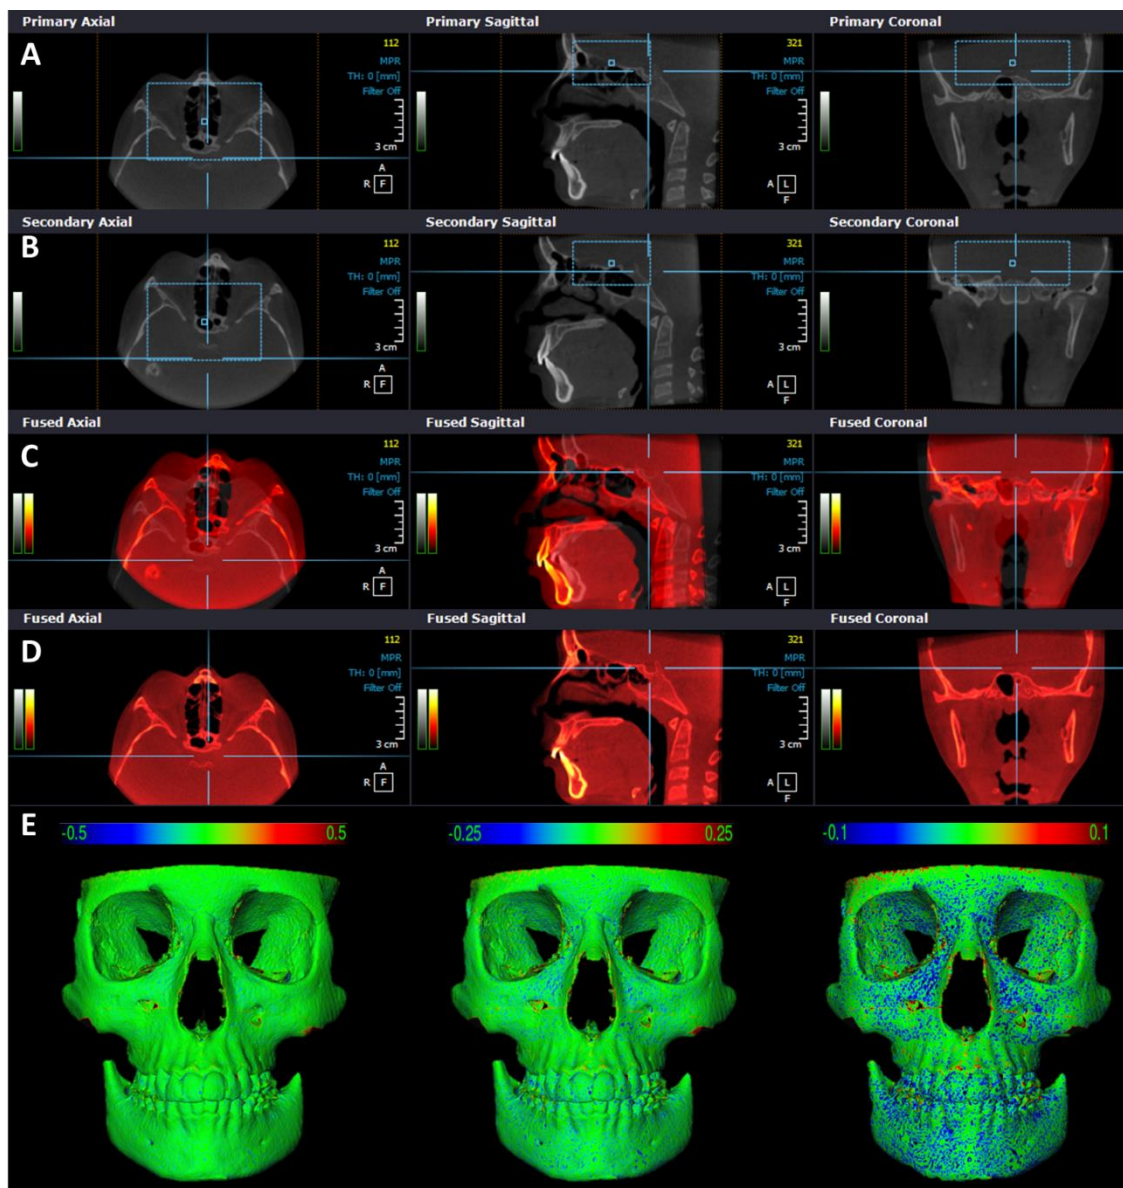 Primary Axial Primary Sagittal Primary Coronal
A
112 321
MPR MPR
TH: 0 [mm] TH: 0 [mm]
Filter Off Filter Off
3 cm 3 cm
A
R F A L
F
Secondary Axial Secondary Sagittal Secondary Coronal
B
112 321
MPR MPR
TH: 0 [mm] TH: 0 [mm]
Filter Off Filter Off
3 cm 3 cm
A
R F A L
F
Fused Axial Fused Sagittal Fused Coronal
C
112 321
MPR MPR
TH: 0 [mm] TH: 0 [mm]
Filter Off Filter Off
3 cm 3 cm
A
R F A L
F
Fused Axial Fused Sagittal Fused Coronal
D
112 321
MPR MPR
TH: 0 [mm] TH: 0 [mm]
Filter Off Filter Off
3 cm 3 cm
A
R F A L
F
E
-0.5 0.5 -0.25 0.25 -0.1 0.1